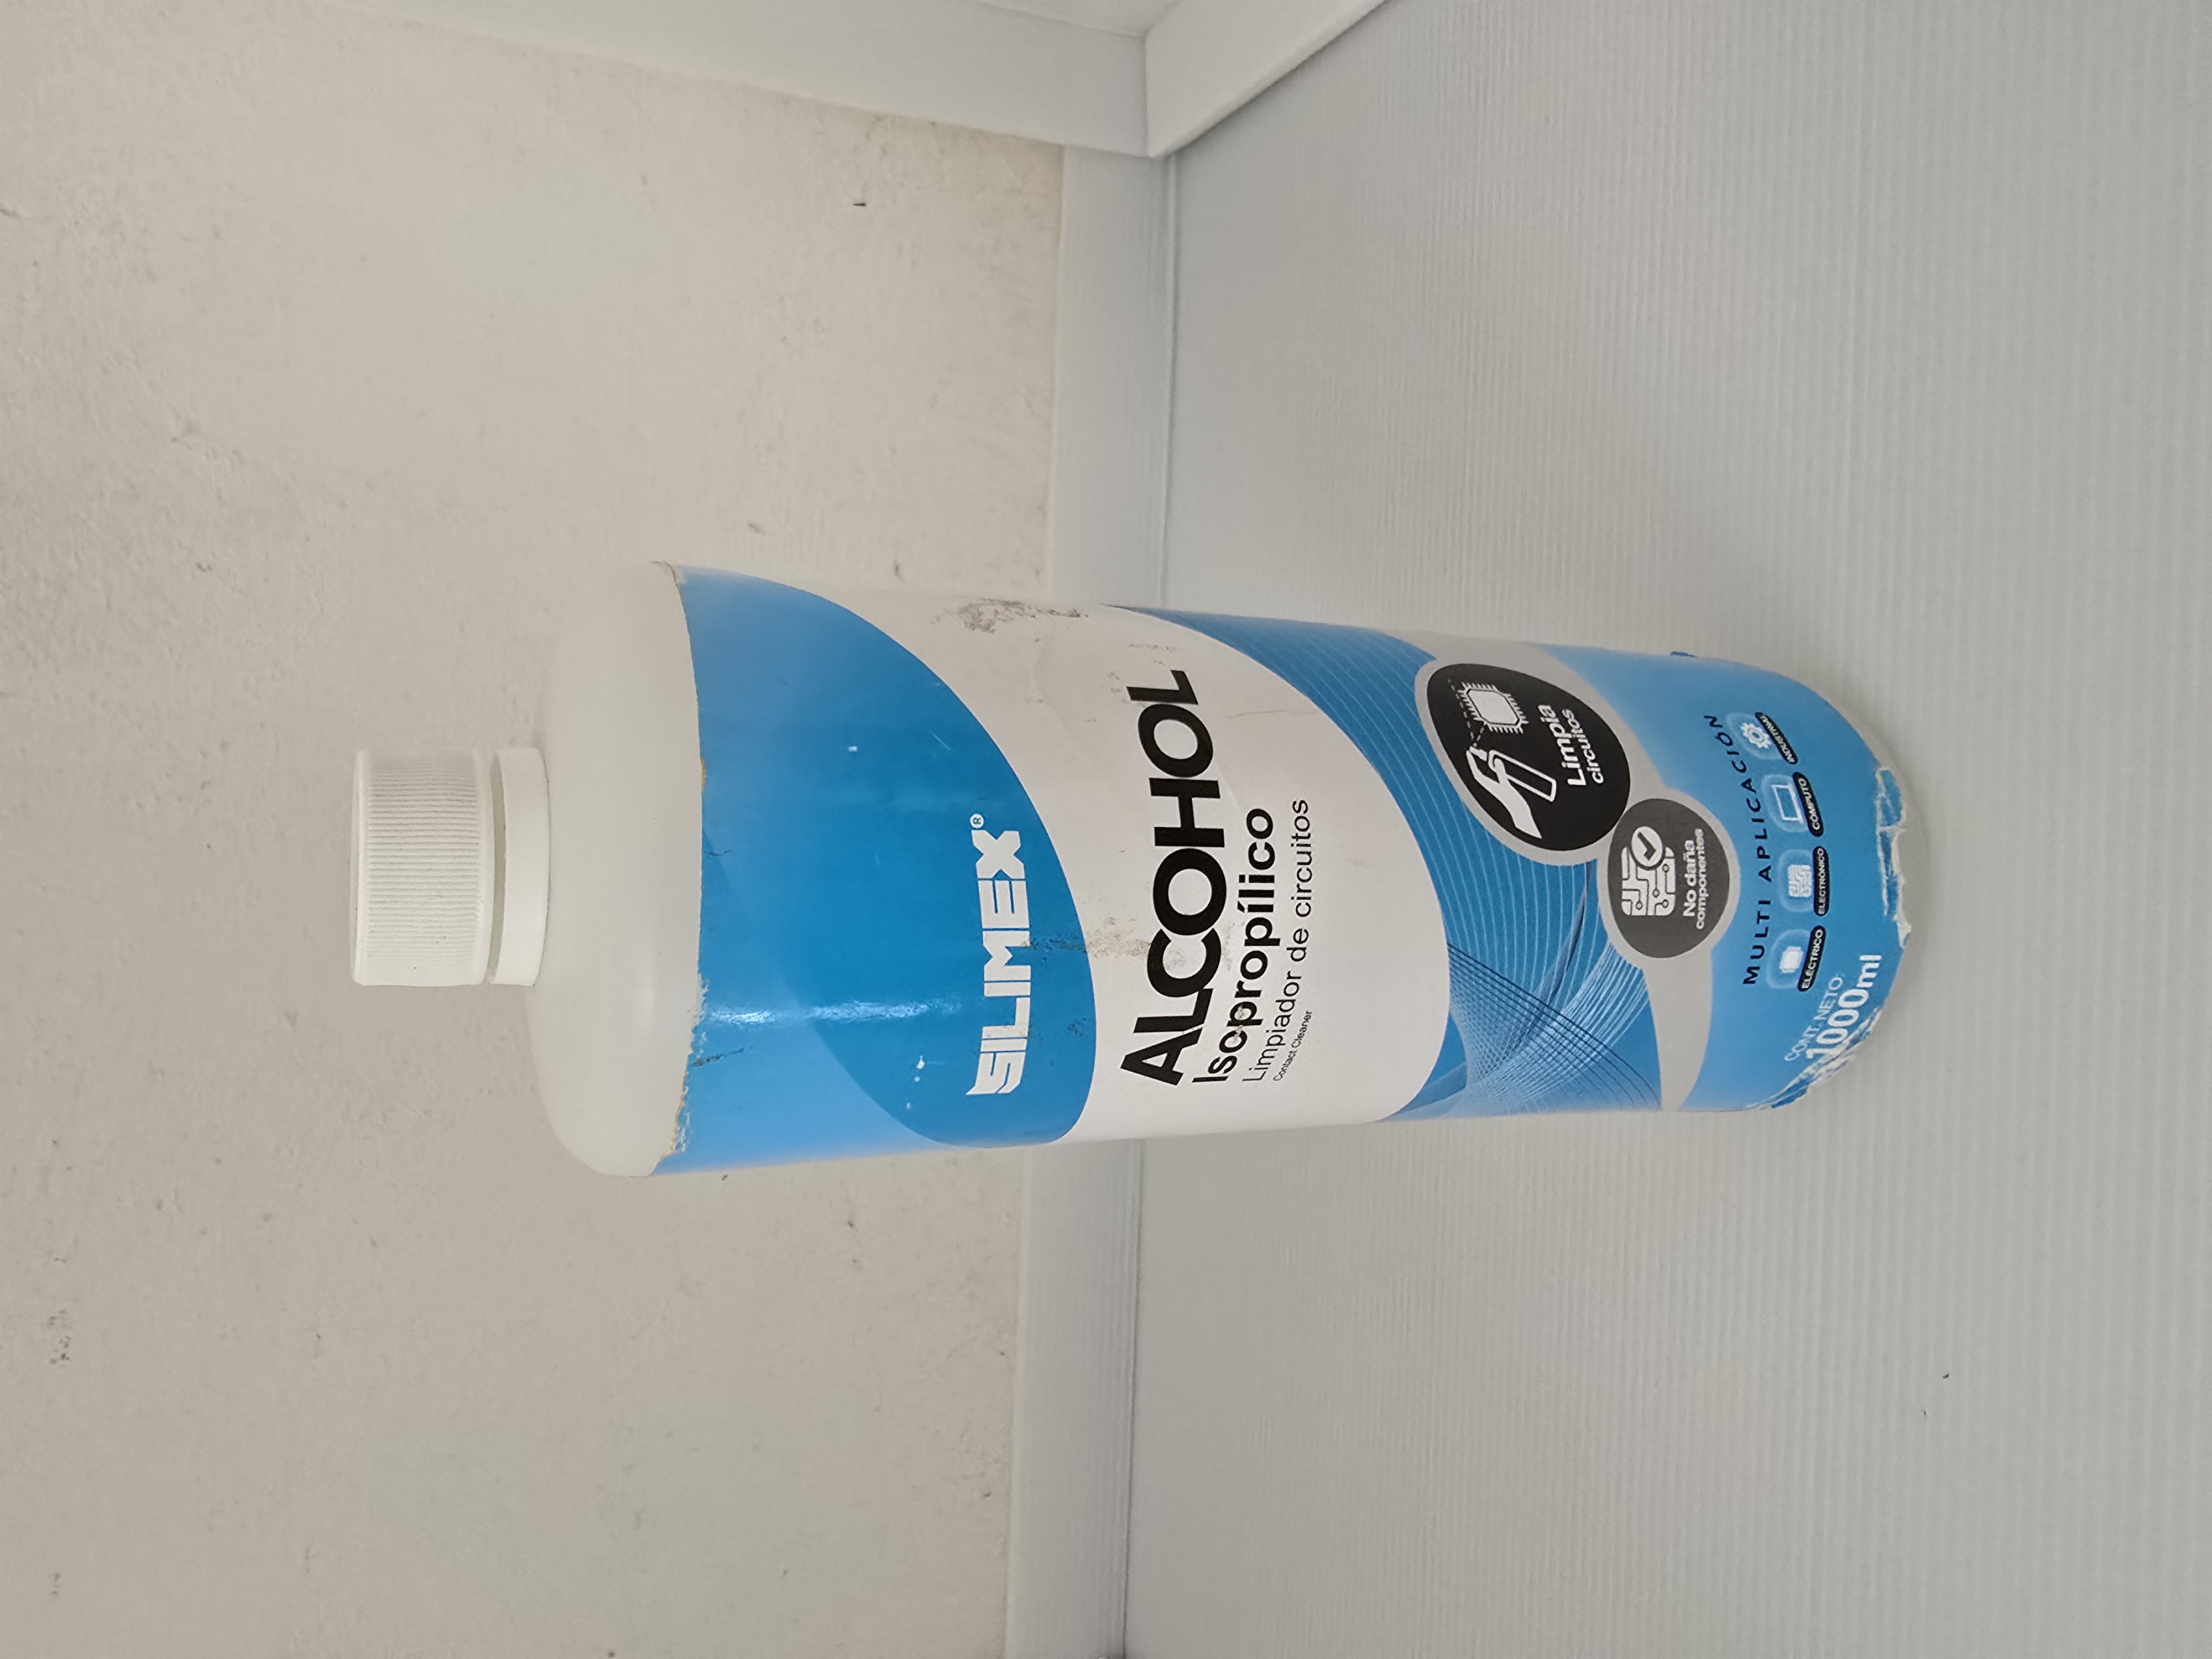 SILIMEX®
ALCOHOL
Isopropílico
Limpiador de circuitos
Contact Cleaner
Limpia
circuitos
No daña
componentes
MULTI APLICACIÓN
ELÉCTRICO
ELECTRÓNICO
CÓMPUTO
INDUSTRIAL
CONT. NETO:
1000ml